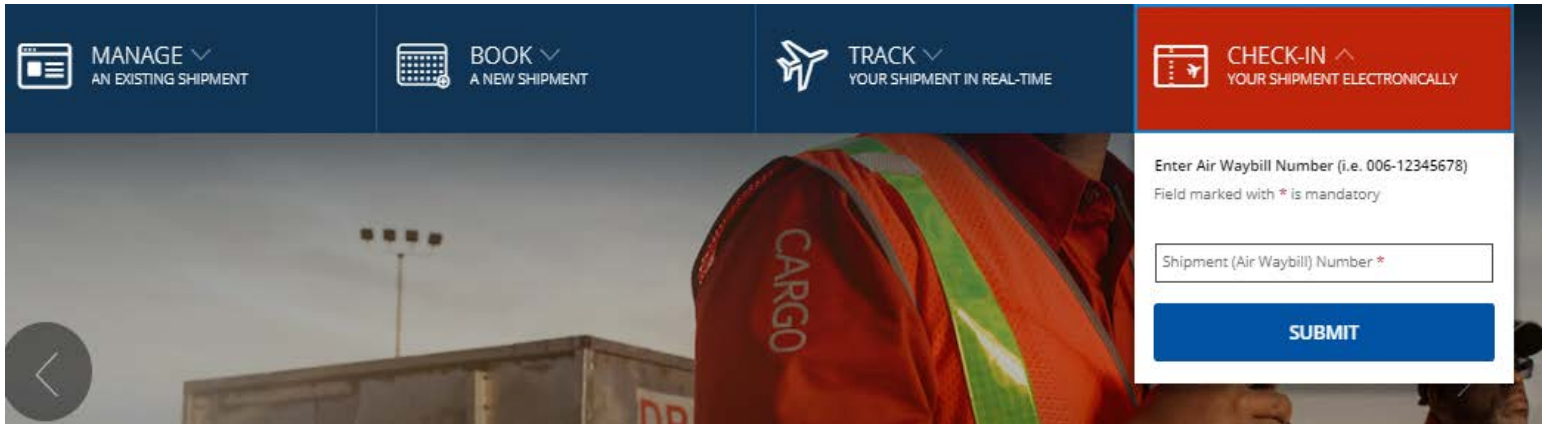 MANAGE
AN EXISTING SHIPMENT
BOOK
A NEW SHIPMENT
TRACK
YOUR SHIPMENT IN REAL-TIME
CHECK-IN
YOUR SHIPMENT ELECTRONICALLY
Enter Air Waybill Number (i.e. 006-12345678)
Field marked with * is mandatory
Shipment (Air Waybill) Number *
SUBMIT
CARGO